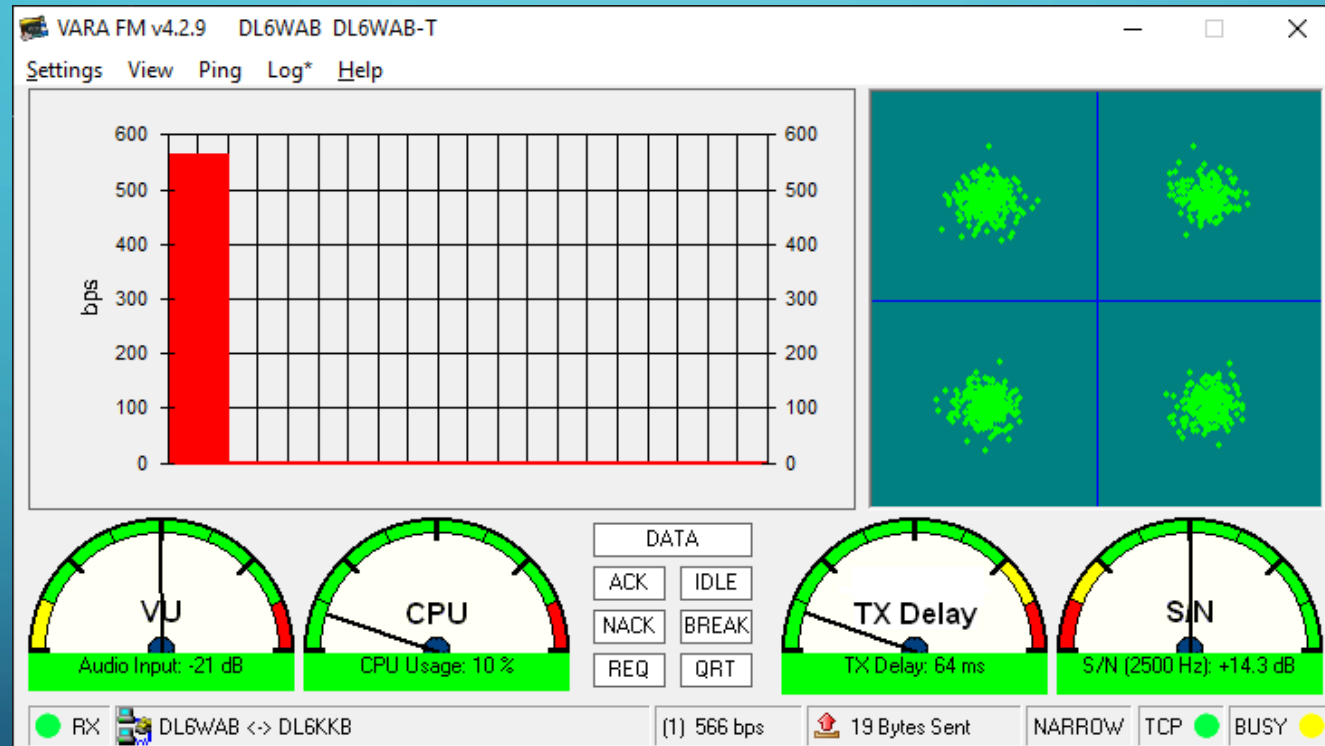 VARA FM v4.2.9 DL6WAB DL6WAB-T
Settings View Ping Log* Help
bps
600 600
500 500
400 400
300 300
200 200
100 100
0 0
VU
CPU
DATA
ACK IDLE
NACK BREAK
REQ QRT
TX Delay
S/N
Audio Input: -21 dB
CPU Usage: 10 %
TX Delay: 64 ms
S/N (2500 Hz): +14.3 dB
RX DL6WAB <-> DL6KKB (1) 566 bps 19 Bytes Sent NARROW TCP BUSY